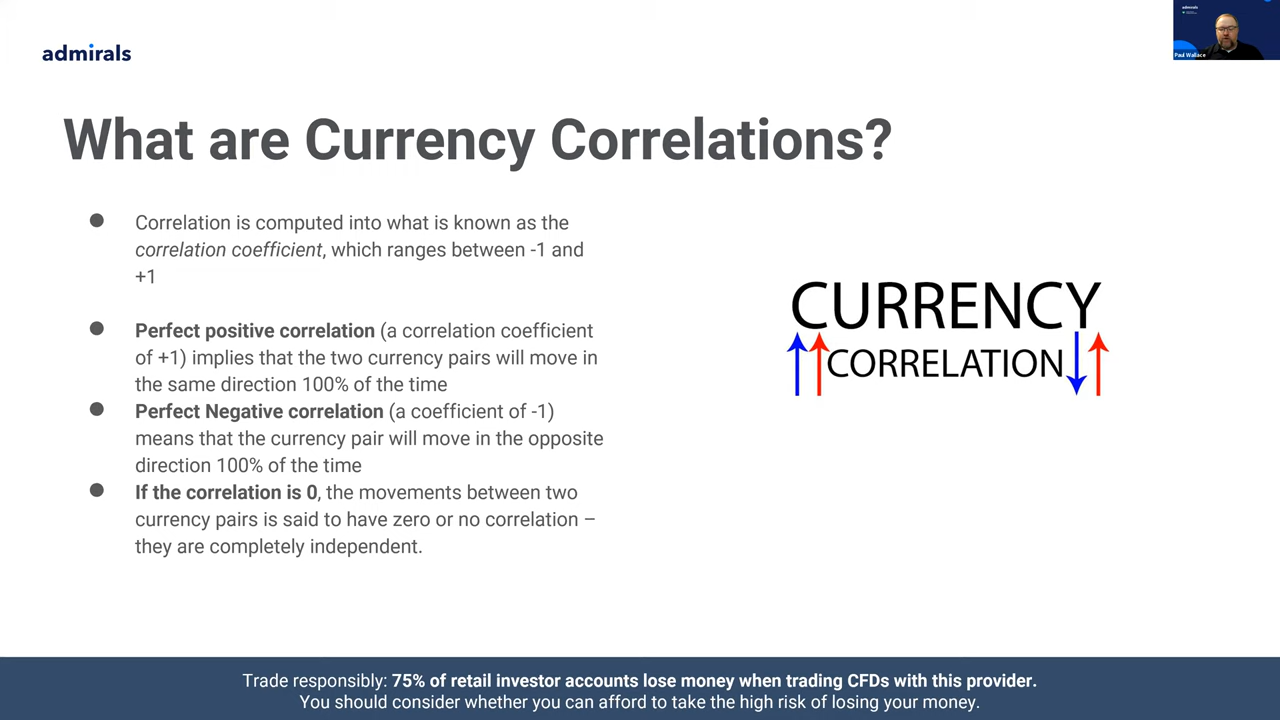 admirals
admirals
Paul Wallace
What are Currency Correlations?
● Correlation is computed into what is known as the
correlation coefficient, which ranges between -1 and
+1
● Perfect positive correlation (a correlation coefficient
of +1) implies that the two currency pairs will move in
the same direction 100% of the time
● Perfect Negative correlation (a coefficient of -1)
means that the currency pair will move in the opposite
direction 100% of the time
● If the correlation is 0, the movements between two
currency pairs is said to have zero or no correlation –
they are completely independent.
CURRENCY
CORRELATION
Trade responsibly: 75% of retail investor accounts lose money when trading CFDs with this provider.
You should consider whether you can afford to take the high risk of losing your money.